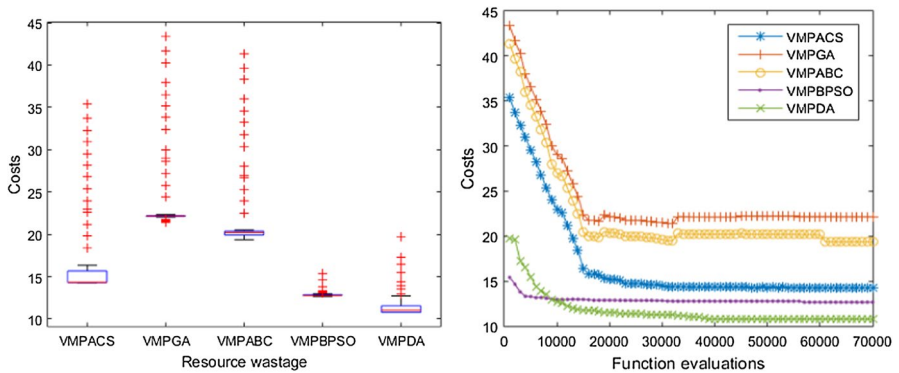 45
40
35
30
25
20
15
10
Costs
VMPACS VMPGA VMPABC VMPBPSO VMPDA
Resource wastage
45
40
35
30
25
20
15
10
Costs
VMPACS
VMPGA
VMPABC
VMPBPSO
VMPDA
0 10000 20000 30000 40000 50000 60000 70000
Function evaluations